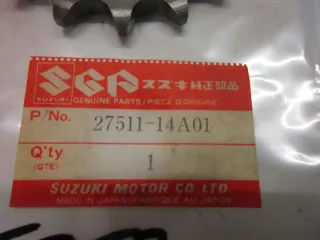 SGP スズキ純正部品
SUZUKI GENUINE PARTS/PIECE D'ORIGINE
P/No. 27511-14A01
Q'ty 1
(QTE)
SUZUKI MOTOR CO.,LTD.
MADE IN JAPAN/FABRIQUÉ AU JAPON